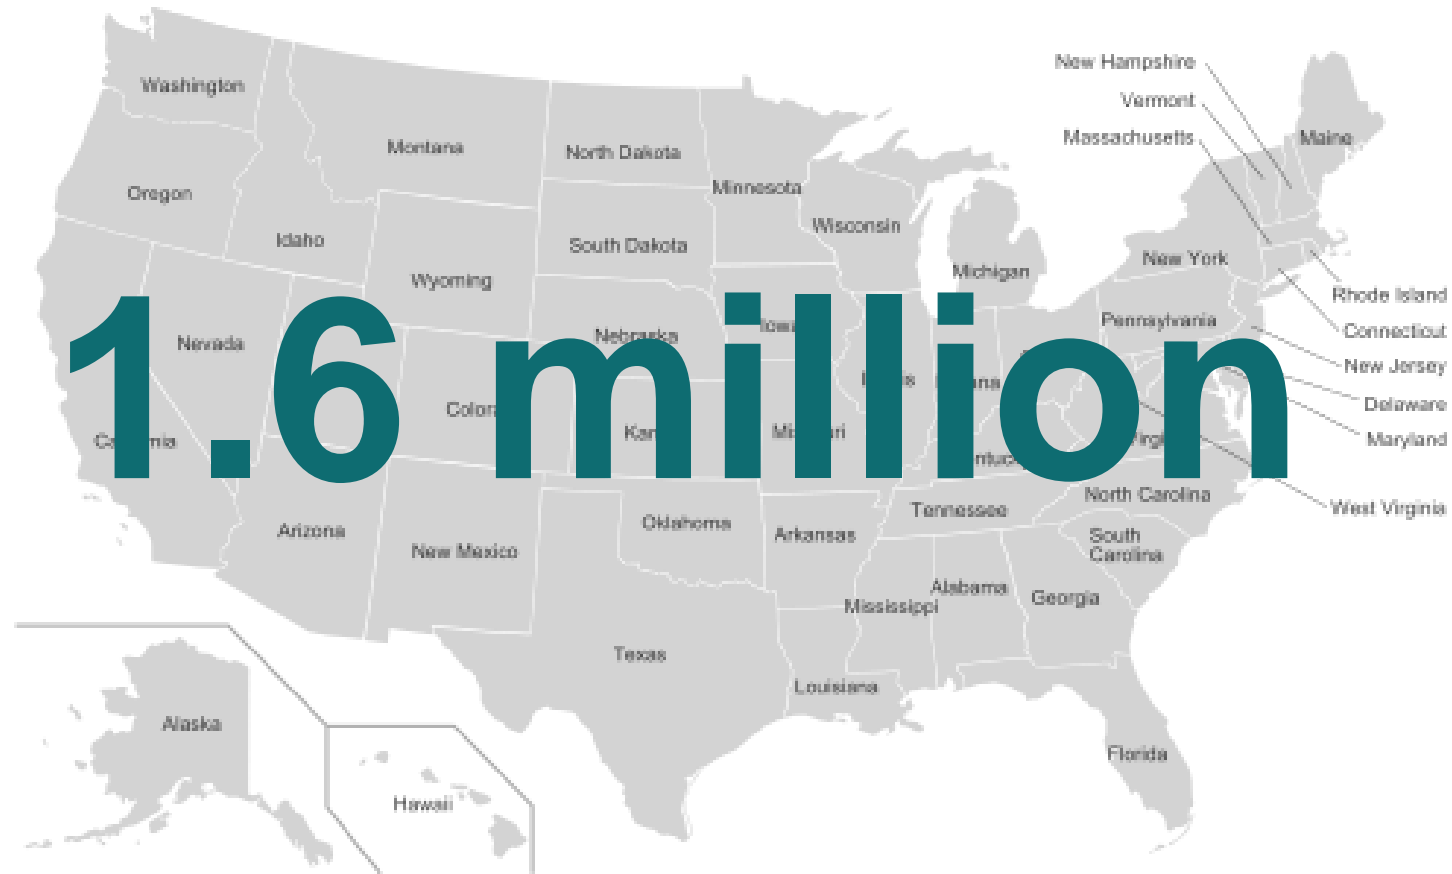 New Hampshire
Vermont
Massachusetts
Maine
Washington
Montana
North Dakota
Minnesota
Oregon
Idaho
Wisconsin
South Dakota
Michigan
New York
Wyoming
Rhode Island
Pennsylvania
Connecticut
Nevada
Nebraska
New Jersey
1.6 million
Delaware
Maryland
North Carolina
West Virginia
Tennessee
Oklahoma
Arkansas
Arizona
New Mexico
South
Carolina
Alabama
Mississippi
Georgia
Texas
Louisiana
Alaska
Florida
Hawaii